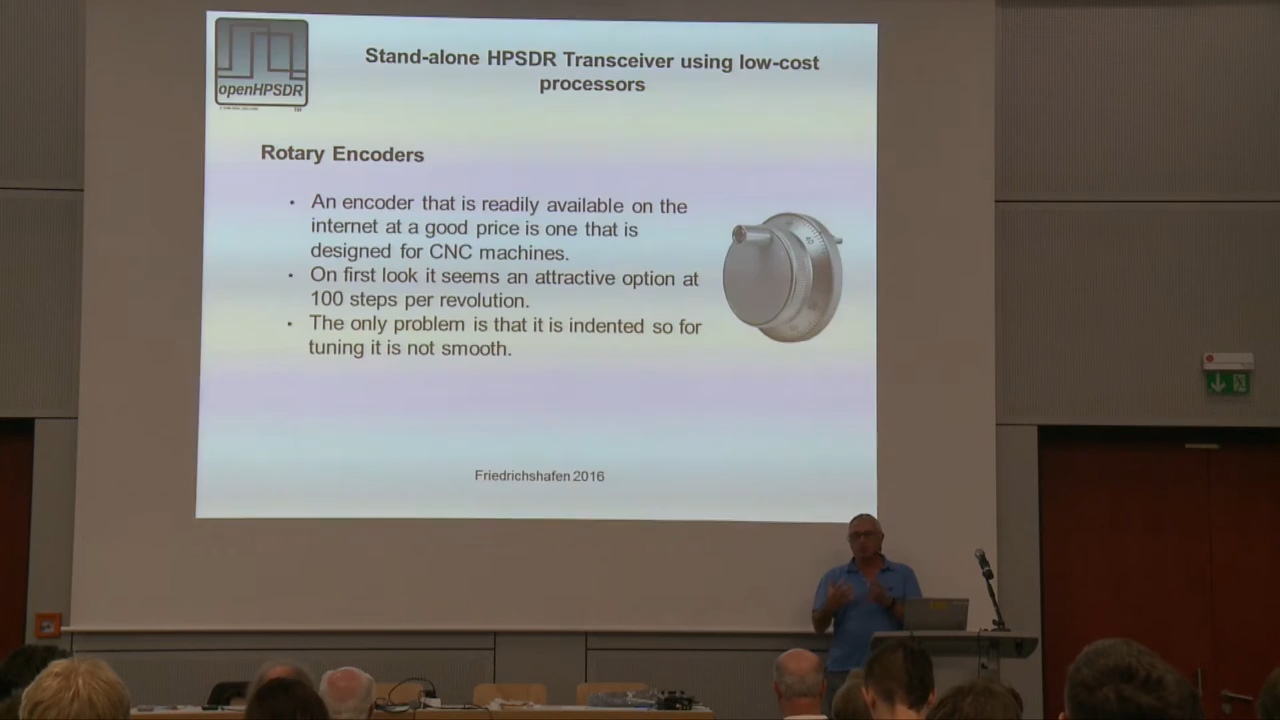 openHPSDR
TM
Stand-alone HPSDR Transceiver using low-cost
processors
Rotary Encoders
• An encoder that is readily available on the
internet at a good price is one that is
designed for CNC machines.
• On first look it seems an attractive option at
100 steps per revolution.
• The only problem is that it is indented so for
tuning it is not smooth.
Friedrichshafen 2016